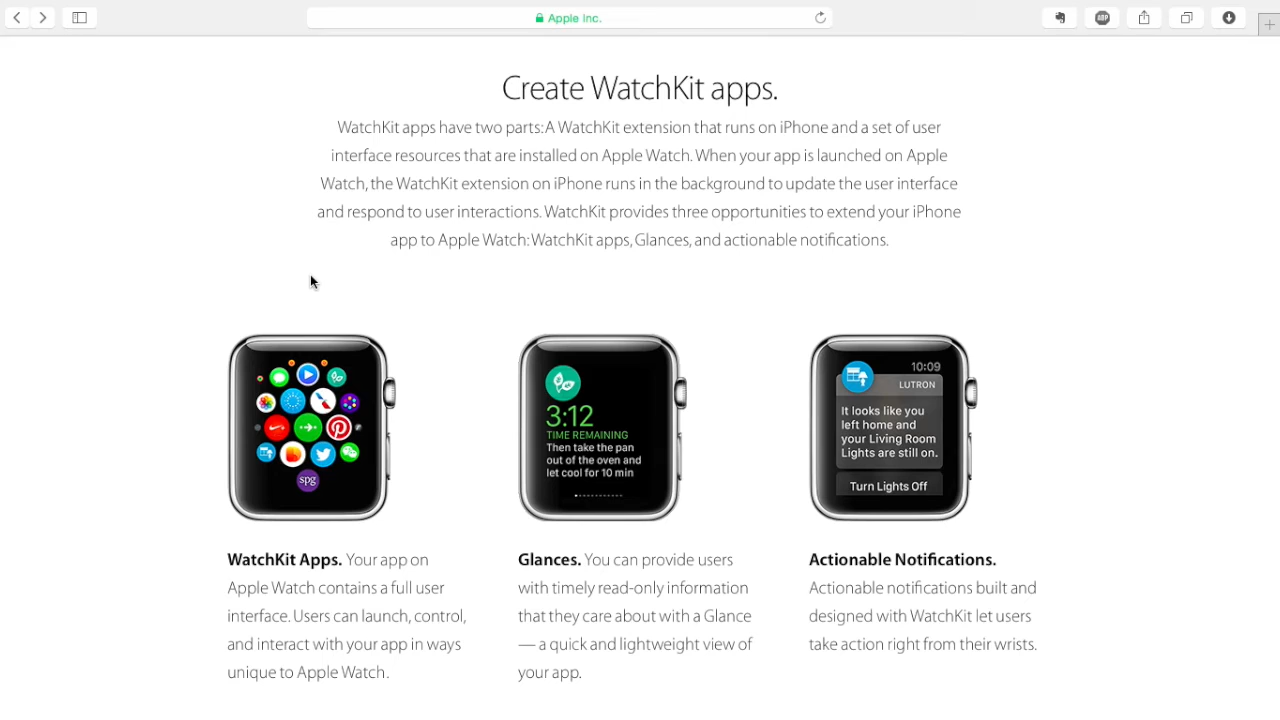 Apple Inc.
ABP
Create WatchKit apps.
WatchKit apps have two parts: A WatchKit extension that runs on iPhone and a set of user
interface resources that are installed on Apple Watch. When your app is launched on Apple
Watch, the WatchKit extension on iPhone runs in the background to update the user interface
and respond to user interactions. WatchKit provides three opportunities to extend your iPhone
app to Apple Watch: WatchKit apps, Glances, and actionable notifications.
spg
3:12
TIME REMAINING
Then take the pan
out of the oven and
let cool for 10 min
10:09
LUTRON
It looks like you
left home and
your Living Room
Lights are still on.
Turn Lights Off
WatchKit Apps. Your app on
Apple Watch contains a full user
interface. Users can launch, control,
and interact with your app in ways
unique to Apple Watch.
Glances. You can provide users
with timely read-only information
that they care about with a Glance
— a quick and lightweight view of
your app.
Actionable Notifications.
Actionable notifications built and
designed with WatchKit let users
take action right from their wrists.